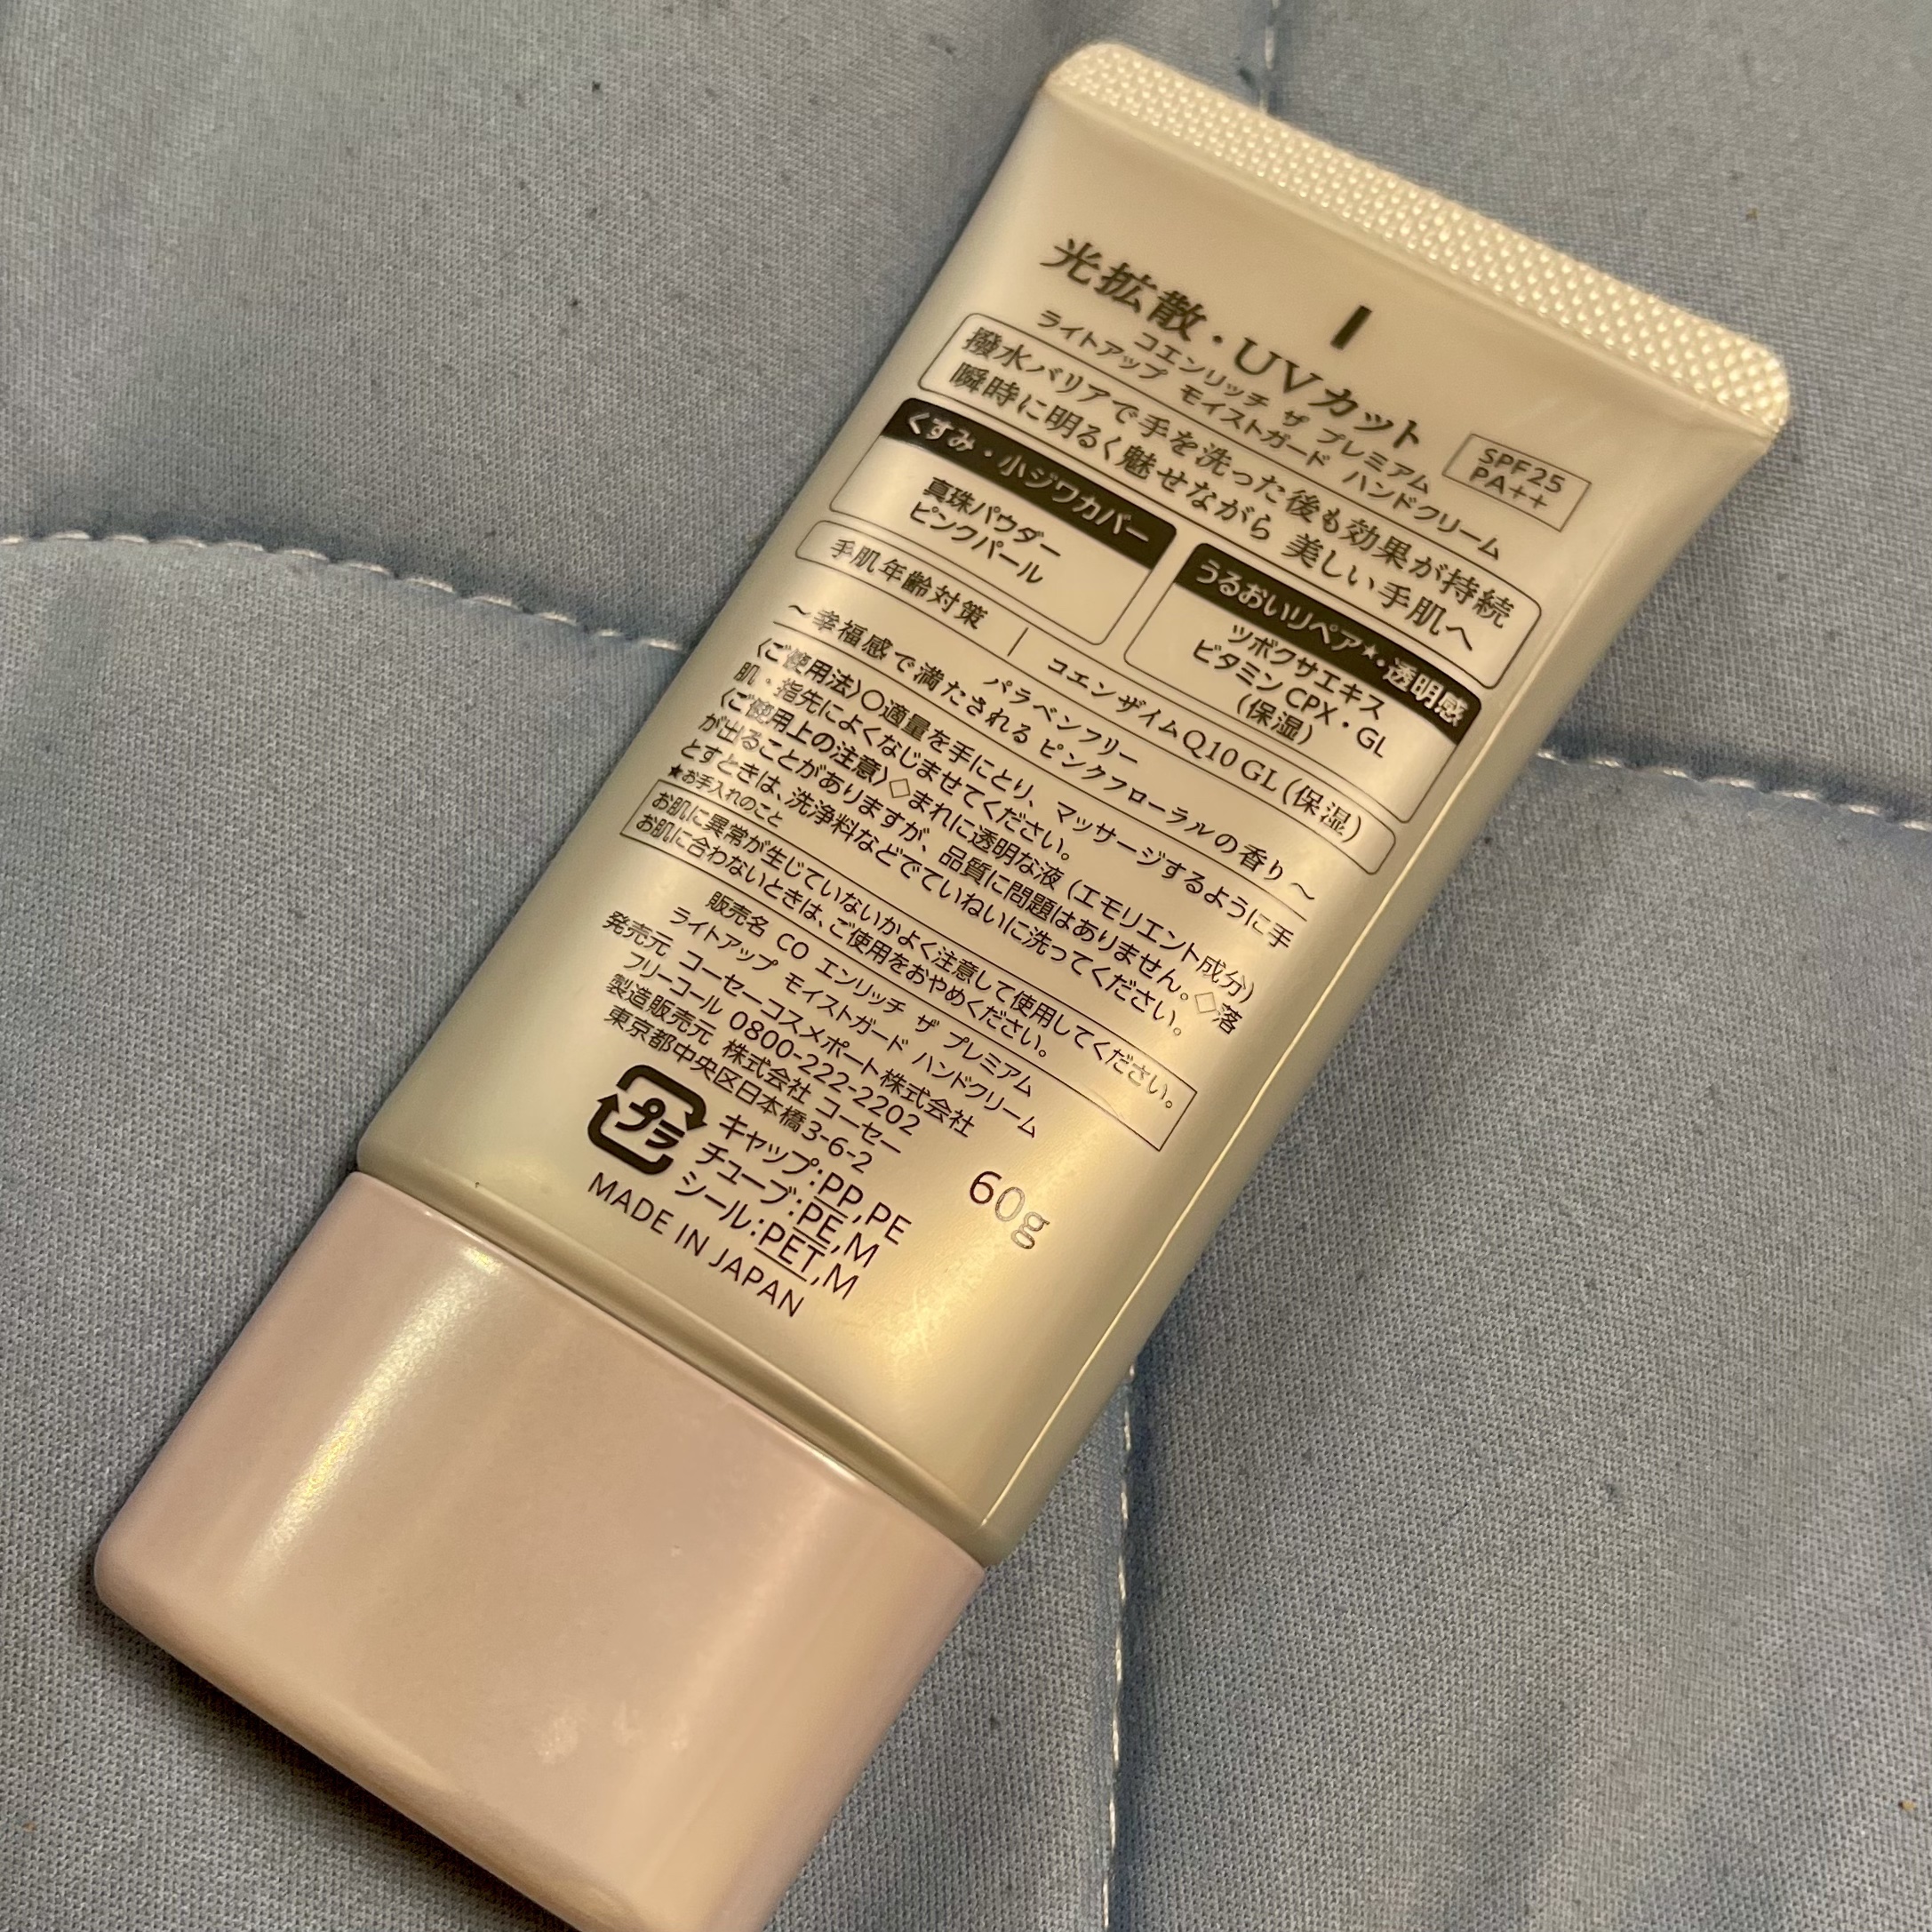 光拡散・UVカット
コエンリッチ ザ プレミアム
ライトアップ モイストガード ハンドクリーム
SPF25
PA++
撥水バリアで手を洗った後も効果が持続
瞬時に明るく魅せながら 美しい手肌へ
くすみ・小ジワカバー
真珠パウダー
ピンクパール
うるおいリペア★・透明感
ツボクサエキス
ビタミンCPX・GL
(保湿)
手肌年齢対策 | コエンザイムQ10 GL (保湿)
パラベンフリー
～幸福感で満たされる ピンクフローラルの香り～
〈ご使用法〉○適量を手にとり、マッサージするように手
肌、指先によくなじませてください。
〈ご使用上の注意〉◇まれに透明な液（エモリエント成分）
が出ることがありますが、品質に問題はありません。◇落
とすときは、洗浄料などでていねいに洗ってください。
★お手入れのこと
お肌に異常が生じていないかよく注意して使用してください。
お肌に合わないときは、ご使用をおやめください。
販売名 CO エンリッチ ザ プレミアム
ライトアップ モイストガード ハンドクリーム
発売元 コーセーコスメポート株式会社
フリーコール 0800-222-2202
製造販売元 株式会社 コーセー
東京都中央区日本橋3-6-2
プラ
キャップ:PP,PE
チューブ:PE,M
シール:PET,M
60g
MADE IN JAPAN